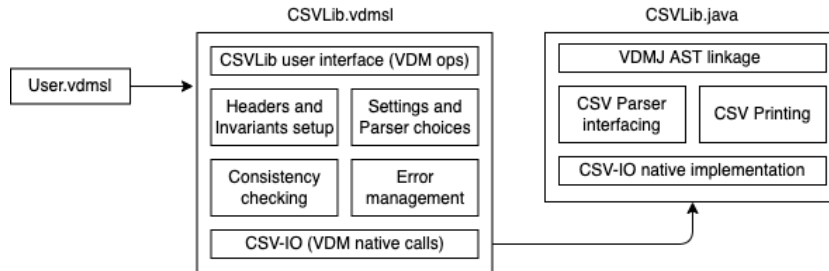 CSVLib.vdmsl
CSVLib.java
User.vdmsl
CSVLib user interface (VDM ops)
Headers and
Invariants setup
Settings and
Parser choices
Consistency
checking
Error
management
CSV-IO (VDM native calls)
VDMJ AST linkage
CSV Parser
interfacing
CSV Printing
CSV-IO native implementation